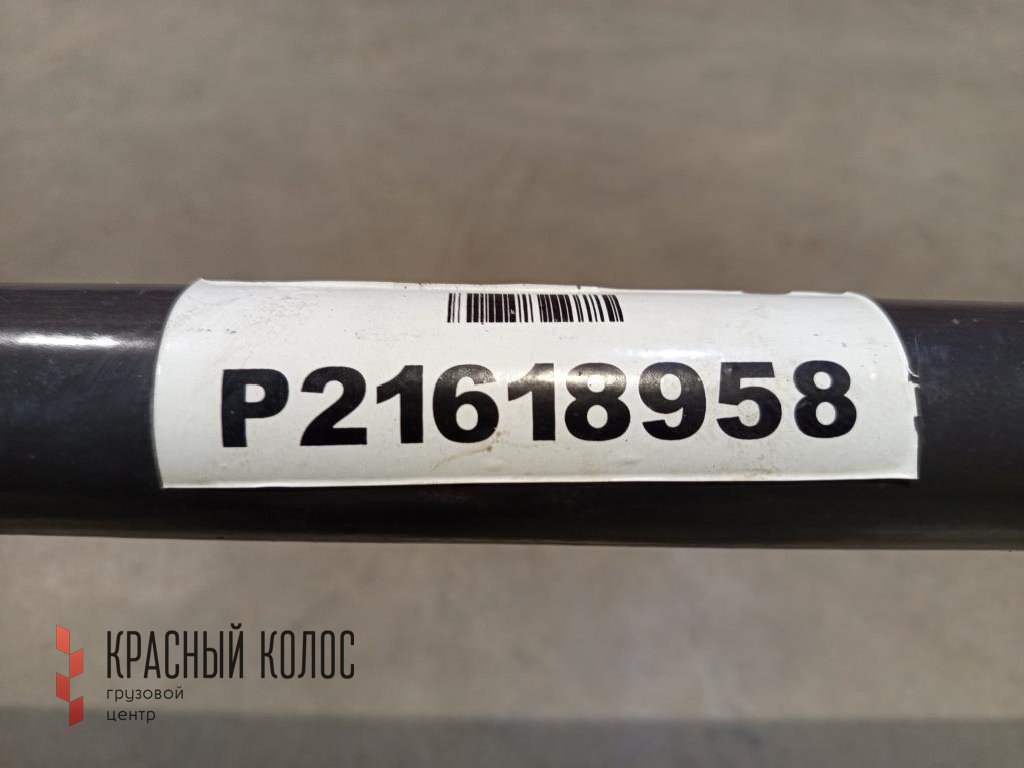 P21618958
КРАСНЫЙ КОЛОС
грузовой
центр